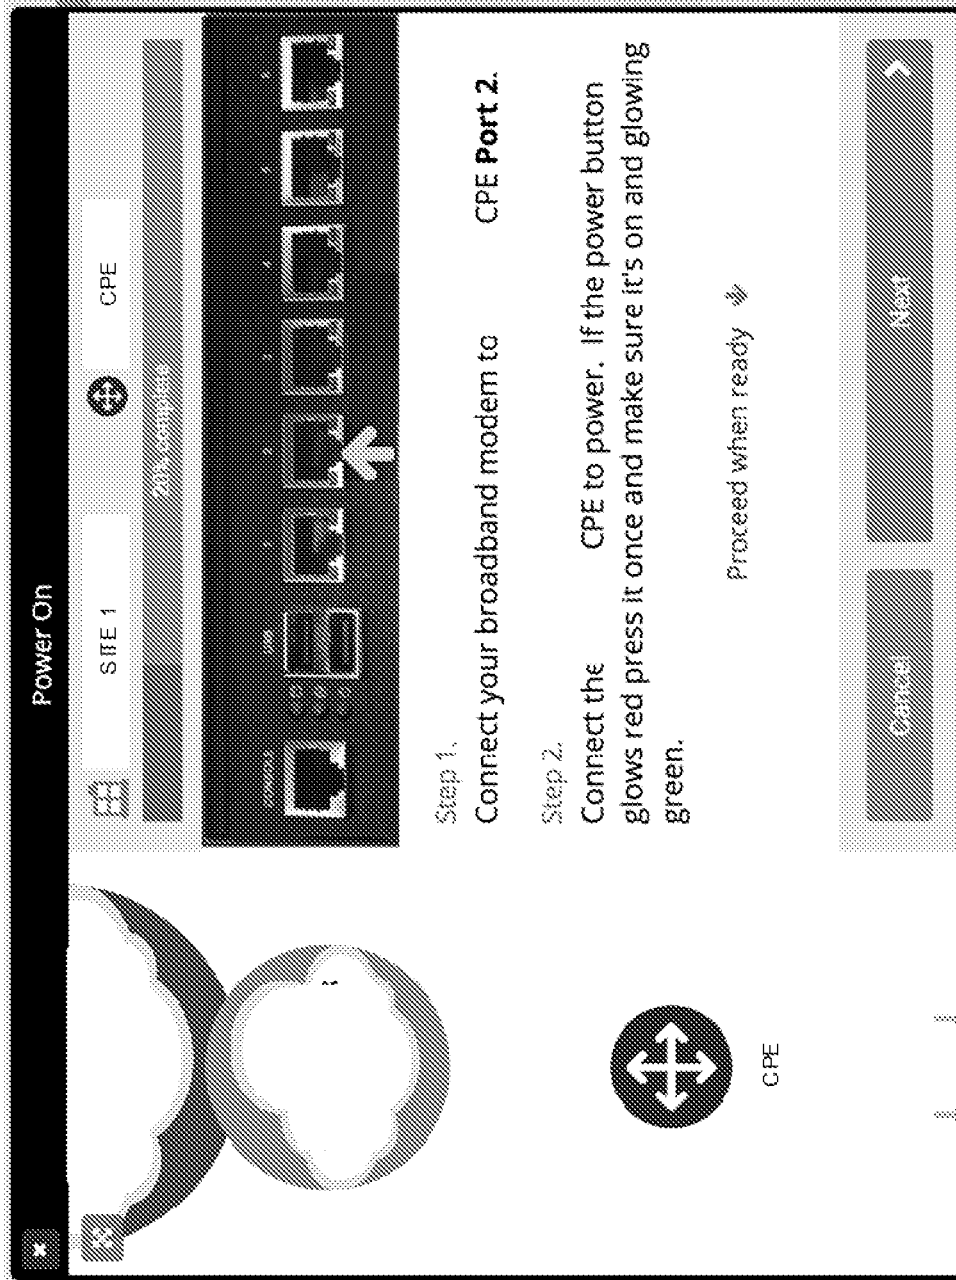 Power On
SITE 1
CPE
20% complete
Step 1.
Connect your broadband modem to CPE Port 2.
Step 2.
Connect the CPE to power. If the power button
glows red press it once and make sure it's on and glowing
green.
Proceed when ready
Cancel
Next
CPE